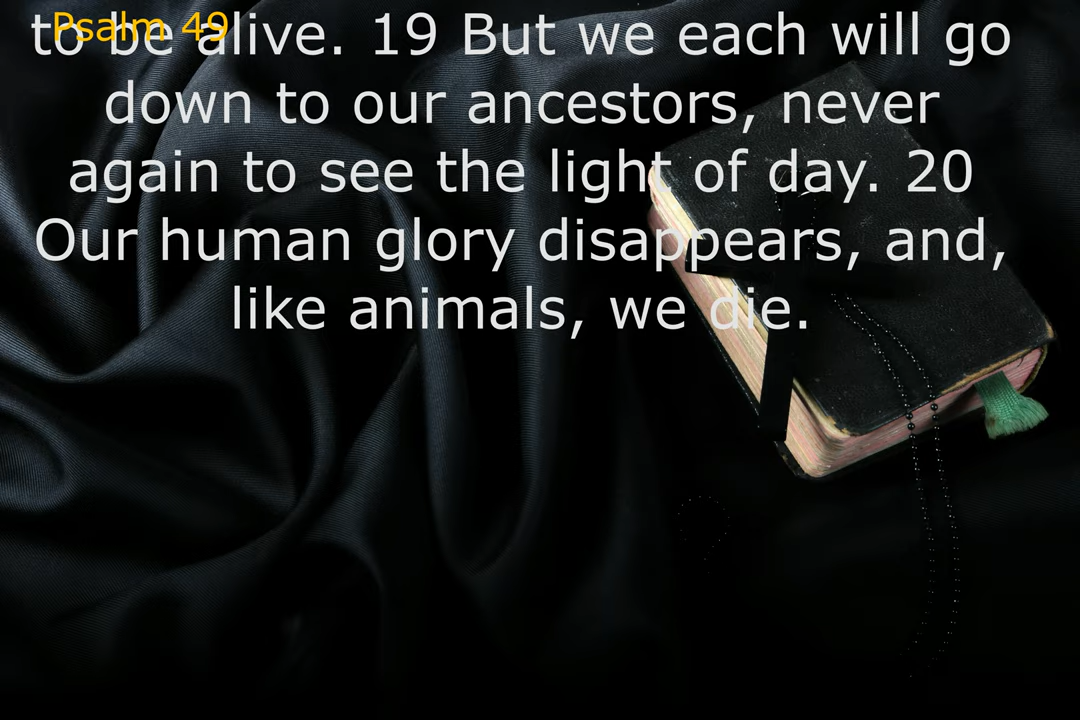 Psalm 49
to be alive. 19 But we each will go
down to our ancestors, never
again to see the light of day. 20
Our human glory disappears, and,
like animals, we die.